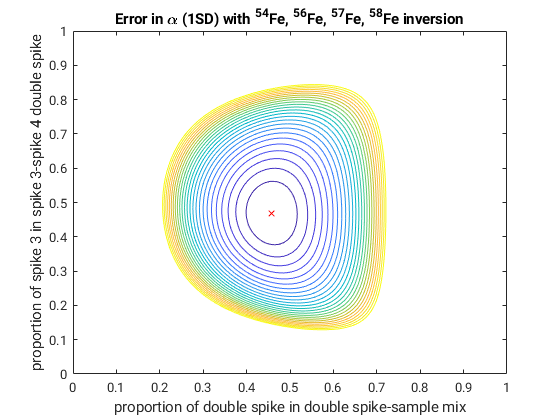 Error in α (1SD) with ⁵⁴Fe, ⁵⁶Fe, ⁵⁷Fe, ⁵⁸Fe inversion
proportion of spike 3 in spike 3-spike 4 double spike
1
0.9
0.8
0.7
0.6
0.5
0.4
0.3
0.2
0.1
0
0 0.1 0.2 0.3 0.4 0.5 0.6 0.7 0.8 0.9 1
proportion of double spike in double spike-sample mix